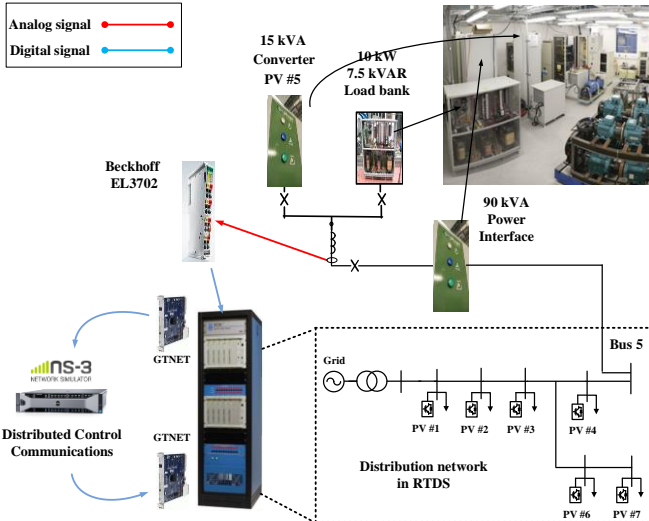 Analog signal
Digital signal
15 kVA
Converter
PV #5
10 kW
7.5 kVAR
Load bank
Beckhoff
EL3702
90 kVA
Power
Interface
GTNET
ns-3
NETWORK SIMULATOR
Distributed Control
Communications
GTNET
Bus 5
Grid
PV #1
PV #2
PV #3
PV #4
Distribution network
in RTDS
PV #6
PV #7